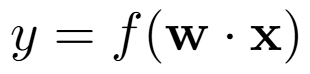 y = f(𝐰 · 𝐱)